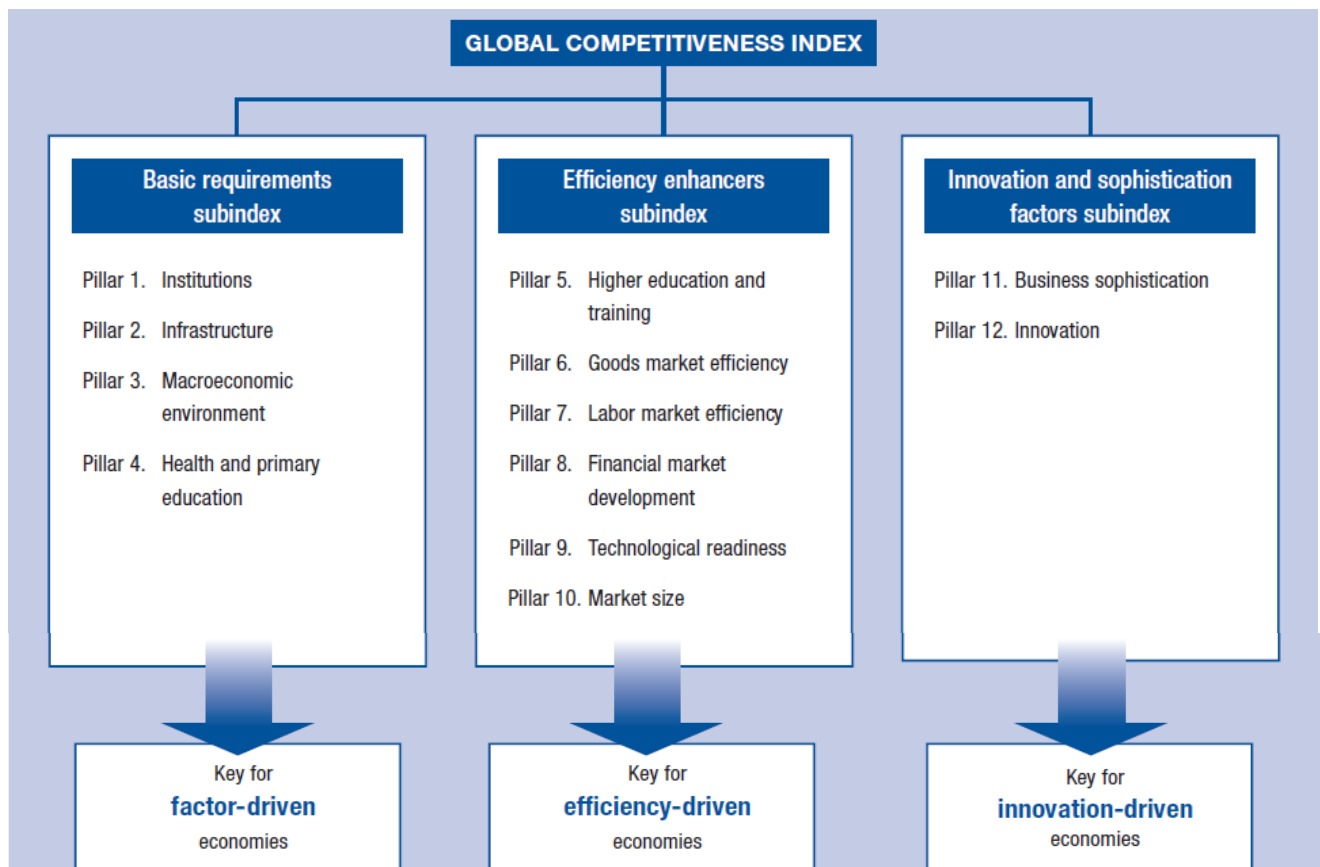 GLOBAL COMPETITIVENESS INDEX
Basic requirements
subindex
Pillar 1. Institutions
Pillar 2. Infrastructure
Pillar 3. Macroeconomic
environment
Pillar 4. Health and primary
education
Key for
factor-driven
economies
Efficiency enhancers
subindex
Pillar 5. Higher education and
training
Pillar 6. Goods market efficiency
Pillar 7. Labor market efficiency
Pillar 8. Financial market
development
Pillar 9. Technological readiness
Pillar 10. Market size
Key for
efficiency-driven
economies
Innovation and sophistication
factors subindex
Pillar 11. Business sophistication
Pillar 12. Innovation
Key for
innovation-driven
economies